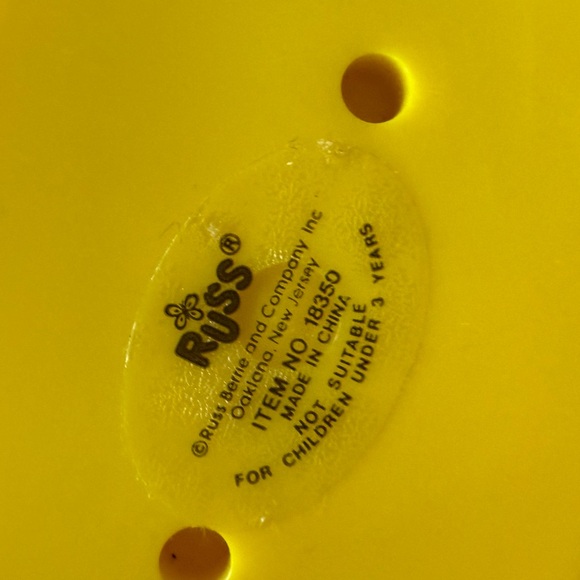 RUSS®
©Russ Berrie and Company Inc
Oakland, New Jersey
ITEM NO 18350
MADE IN CHINA
NOT SUITABLE
FOR CHILDREN UNDER 3 YEARS